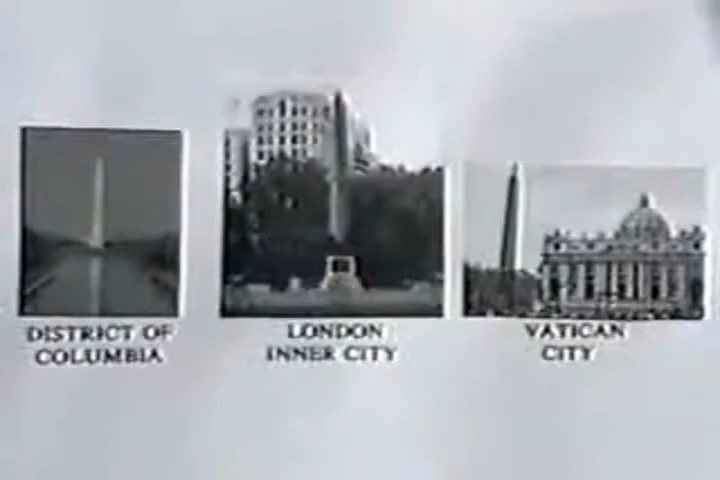 DISTRICT OF
COLUMBIA
LONDON
INNER CITY
VATICAN
CITY